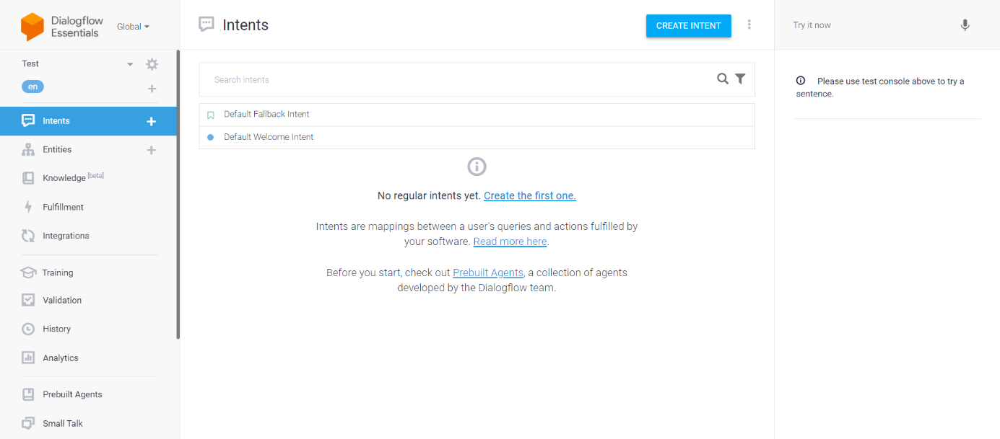 Dialogflow
Essentials
Global
Test
en
Intents
Entities
Knowledge [beta]
Fulfillment
Integrations
Training
Validation
History
Analytics
Prebuilt Agents
Small Talk
Intents
CREATE INTENT
Search intents
Default Fallback Intent
Default Welcome Intent
No regular intents yet. Create the first one.
Intents are mappings between a user's queries and actions fulfilled by
your software. Read more here.
Before you start, check out Prebuilt Agents, a collection of agents
developed by the Dialogflow team.
Try it now
Please use test console above to try a
sentence.